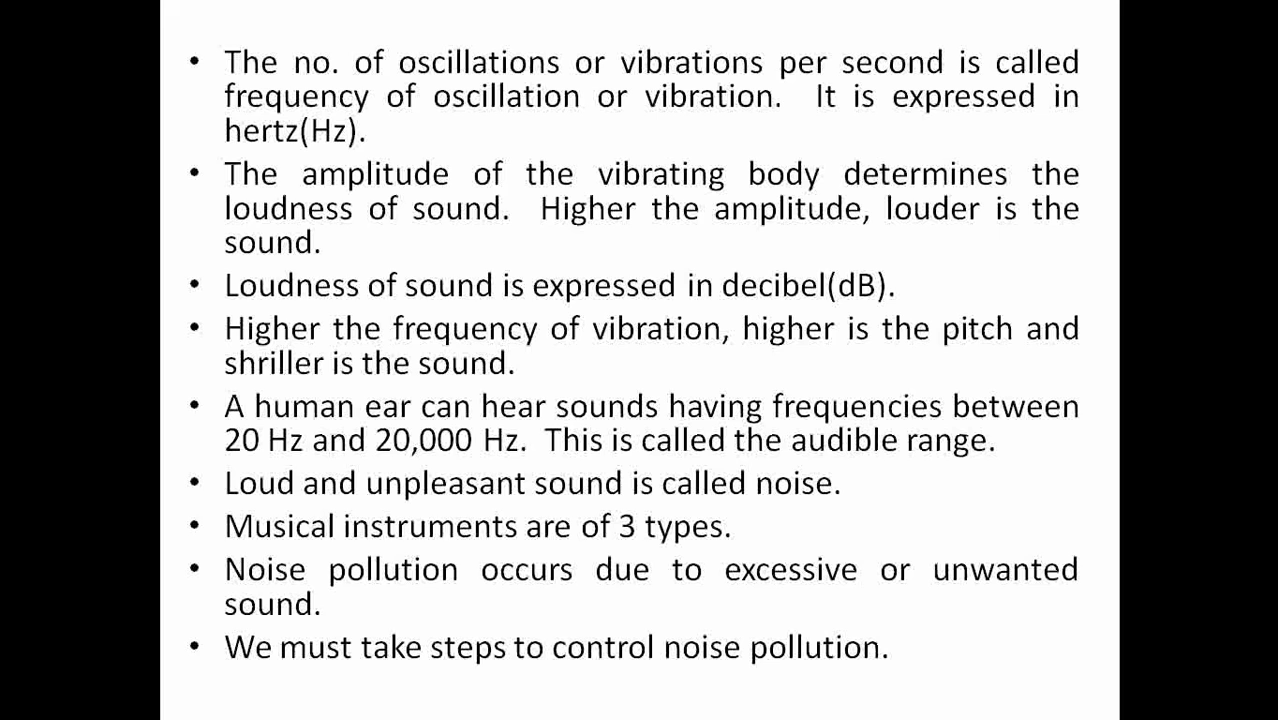 • The no. of oscillations or vibrations per second is called
frequency of oscillation or vibration.  It is expressed in
hertz(Hz).
• The amplitude of the vibrating body determines the
loudness of sound.  Higher the amplitude, louder is the
sound.
• Loudness of sound is expressed in decibel(dB).
• Higher the frequency of vibration, higher is the pitch and
shriller is the sound.
• A human ear can hear sounds having frequencies between
20 Hz and 20,000 Hz.  This is called the audible range.
• Loud and unpleasant sound is called noise.
• Musical instruments are of 3 types.
• Noise pollution occurs due to excessive or unwanted
sound.
• We must take steps to control noise pollution.